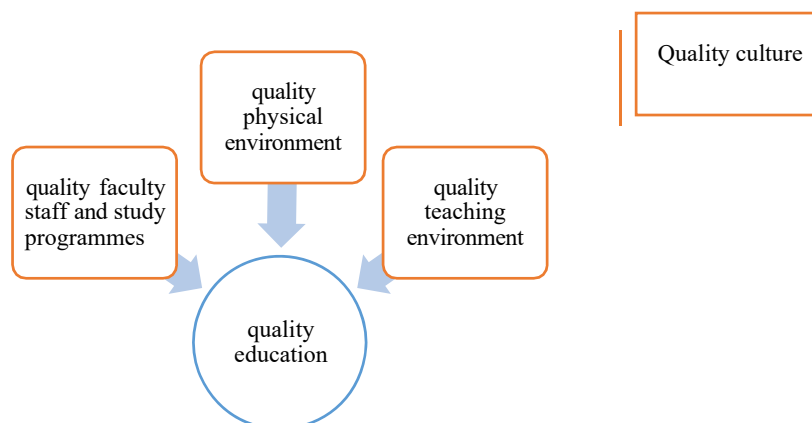 Quality culture
quality
physical
environment
quality faculty
staff and study
programmes
quality
teaching
environment
quality
education